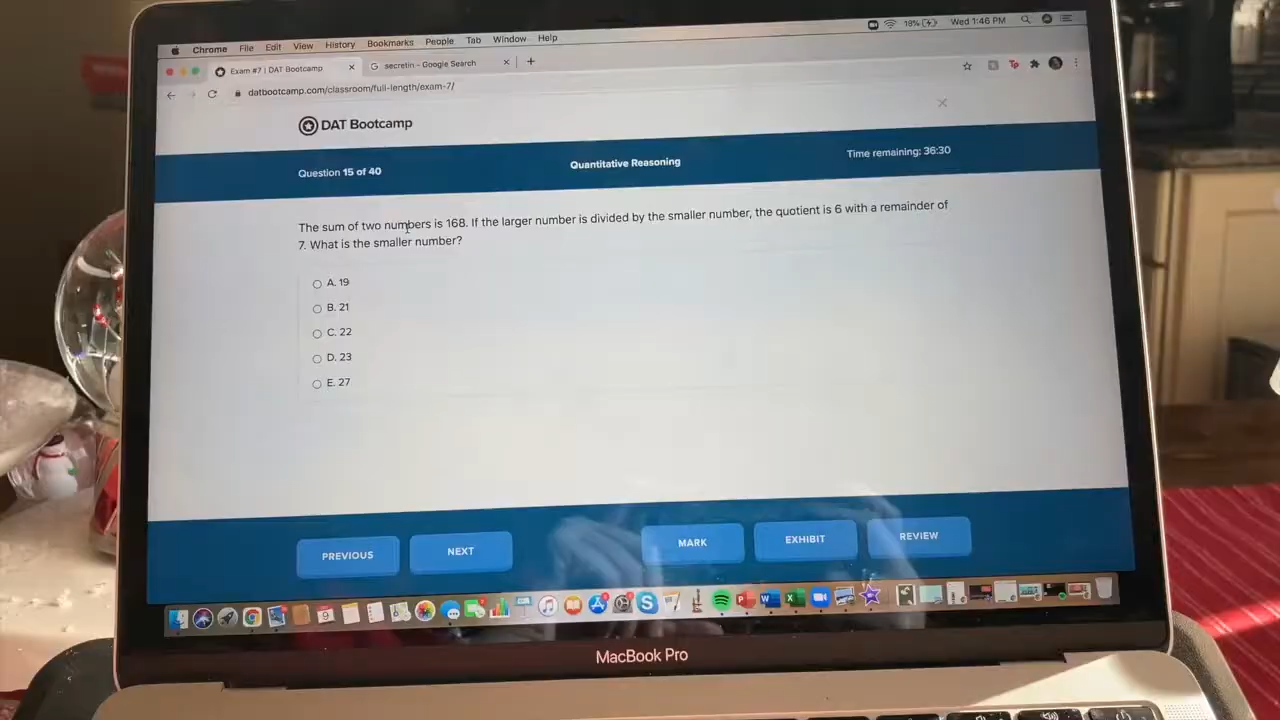 Chrome File Edit View History Bookmarks People Tab Window Help 18% Wed 1:46 PM
Exam #7 | DAT Bootcamp secretin - Google Search
datbootcamp.com/classroom/full-length/exam-7/
DAT Bootcamp
Question 15 of 40 Quantitative Reasoning Time remaining: 36:30
The sum of two numbers is 168. If the larger number is divided by the smaller number, the quotient is 6 with a remainder of
7. What is the smaller number?
A. 19
B. 21
C. 22
D. 23
E. 27
PREVIOUS NEXT MARK EXHIBIT REVIEW
MacBook Pro